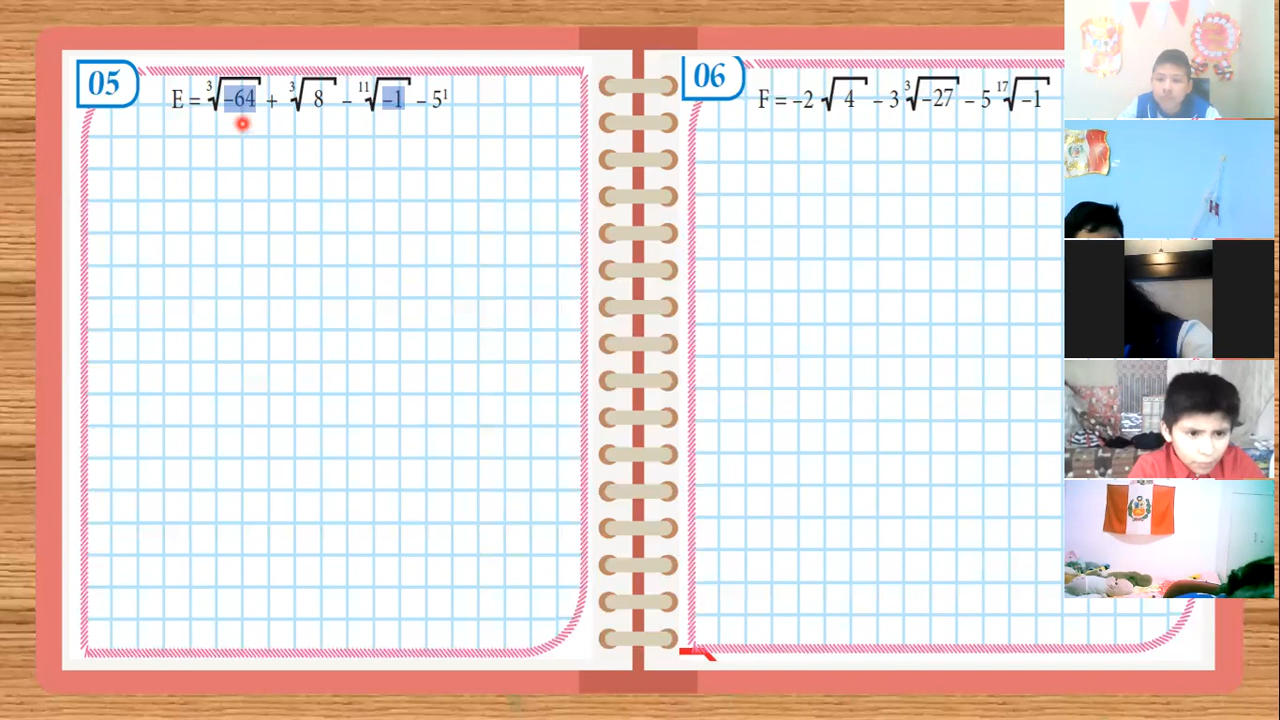 05
E = ∛-64 + ∛8 - ¹¹√-1 - 5¹
06
F = -2 √4 - 3 ∛-27 - 5 ¹⁷√-1